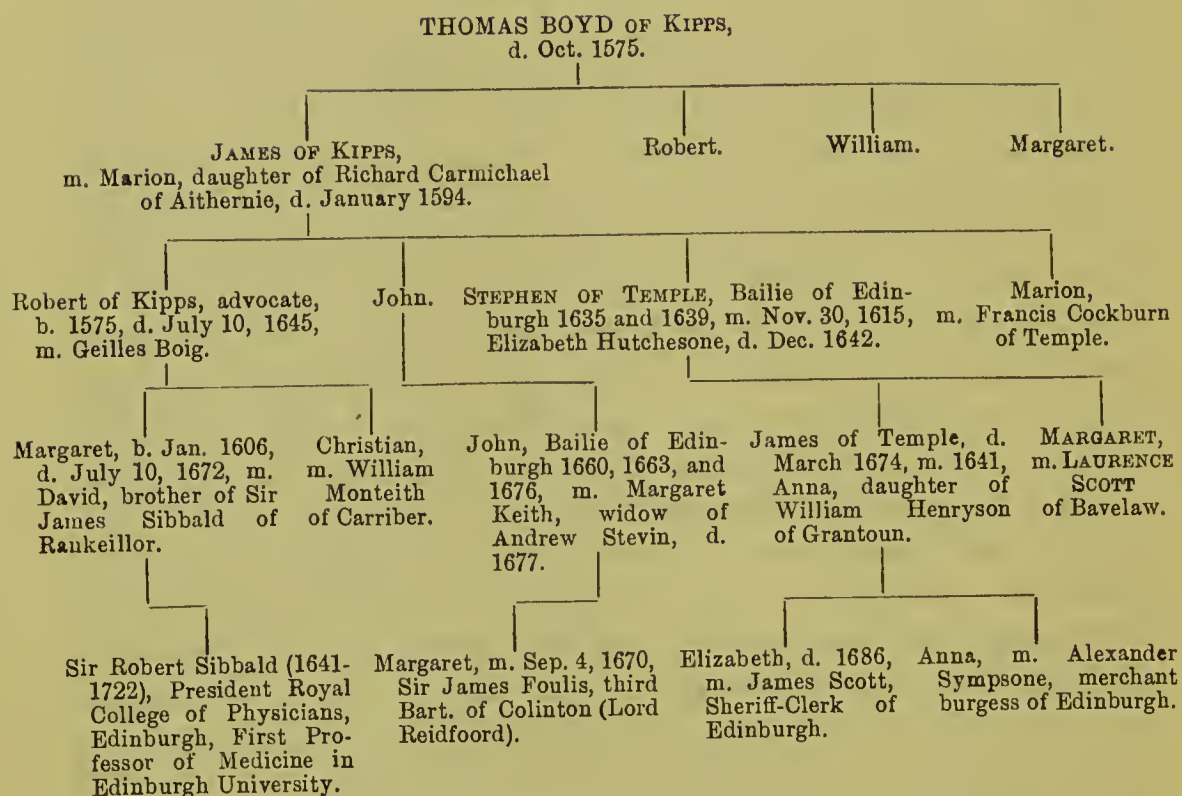 THOMAS BOYD OF KIPPS,
d. Oct. 1575.
JAMES OF KIPPS,
m. Marion, daughter of Richard Carmichael
of Aithernie, d. January 1594.
Robert.
William.
Margaret.
Robert of Kipps, advocate,
b. 1575, d. July 10, 1645,
m. Geilles Boig.
John.
STEPHEN OF TEMPLE, Bailie of Edin-
burgh 1635 and 1639, m. Nov. 30, 1615,
Elizabeth Hutchesone, d. Dec. 1642.
Marion,
m. Francis Cockburn
of Temple.
Margaret, b. Jan. 1606,
d. July 10, 1672, m.
David, brother of Sir
James Sibbald of
Rankeillor.
Christian,
m. William
Monteith
of Carriber.
John, Bailie of Edin-
burgh 1660, 1663, and
1676, m. Margaret
Keith, widow of
Andrew Stevin, d.
1677.
James of Temple, d.
March 1674, m. 1641,
Anna, daughter of
William Henryson
of Grantoun.
MARGARET,
m. LAURENCE
SCOTT
of Bavelaw.
Sir Robert Sibbald (1641-
1722), President Royal
College of Physicians,
Edinburgh, First Pro-
fessor of Medicine in
Edinburgh University.
Margaret, m. Sep. 4, 1670,
Sir James Foulis, third
Bart. of Colinton (Lord
Reidfoord).
Elizabeth, d. 1686,
m. James Scott,
Sheriff-Clerk of
Edinburgh.
Anna, m. Alexander
Sympsone, merchant
burgess of Edinburgh.